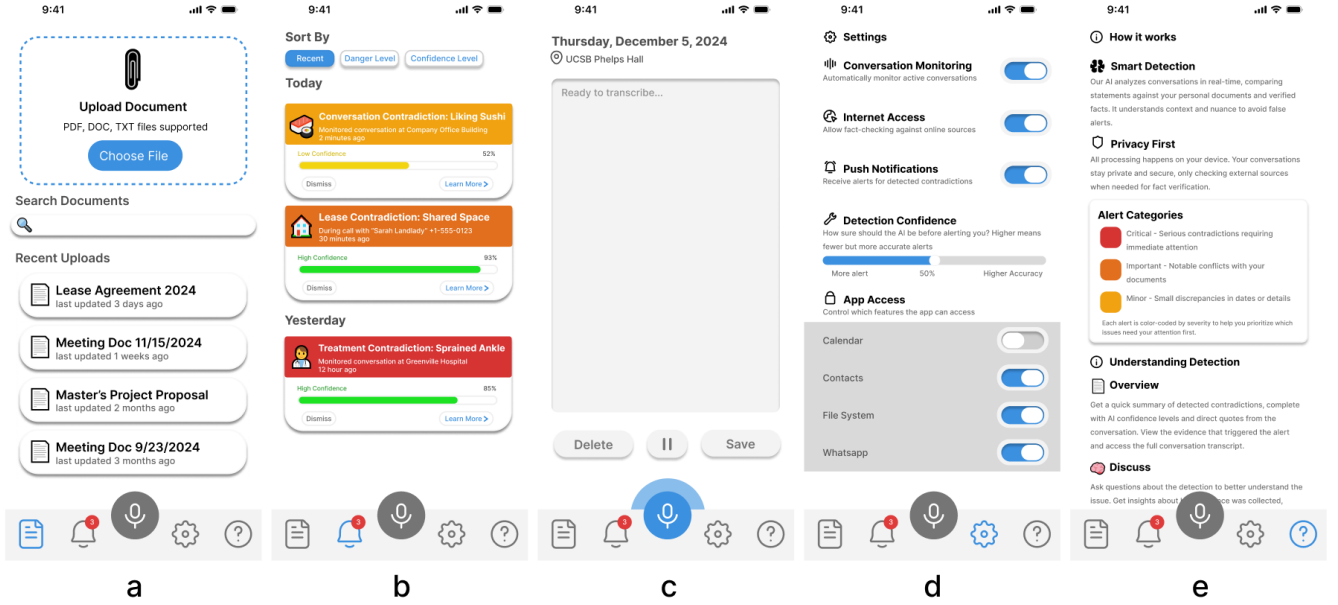 9:41
Upload Document
PDF, DOC, TXT files supported
Choose File
Search Documents
Recent Uploads
Lease Agreement 2024
last updated 3 days ago
Meeting Doc 11/15/2024
last updated 1 weeks ago
Master's Project Proposal
last updated 2 months ago
Meeting Doc 9/23/2024
last updated 3 months ago
3
a
9:41
Sort By
Recent
Danger Level
Confidence Level
Today
Conversation Contradiction: Liking Sushi
Monitored conversation at Company Office Building
2 minutes ago
Low Confidence
52%
Dismiss
Learn More >
Lease Contradiction: Shared Space
During call with "Sarah Landlady" +1-555-0123
30 minutes ago
High Confidence
93%
Dismiss
Learn More >
Yesterday
Treatment Contradiction: Sprained Ankle
Monitored conversation at Greenville Hospital
12 hour ago
High Confidence
85%
Dismiss
Learn More >
3
b
9:41
Thursday, December 5, 2024
UCSB Phelps Hall
Ready to transcribe...
Delete
Save
3
c
9:41
Settings
Conversation Monitoring
Automatically monitor active conversations
Internet Access
Allow fact-checking against online sources
Push Notifications
Receive alerts for detected contradictions
Detection Confidence
How sure should the AI be before alerting you? Higher means
fewer but more accurate alerts
More alert
50%
Higher Accuracy
App Access
Control which features the app can access
Calendar
Contacts
File System
Whatsapp
3
d
9:41
How it works
Smart Detection
Our AI analyzes conversations in real-time, comparing
statements against your personal documents and verified
facts. It understands context and nuance to avoid false
alerts.
Privacy First
All processing happens on your device. Your conversations
stay private and secure, only checking external sources
when needed for fact verification.
Alert Categories
Critical - Serious contradictions requiring
immediate attention
Important - Notable conflicts with your
documents
Minor - Small discrepancies in dates or details
Each alert is color-coded by severity to help you prioritize which
issues need your attention first.
Understanding Detection
Overview
Get a quick summary of detected contradictions, complete
with AI confidence levels and direct quotes from the
conversation. View the evidence that triggered the alert
and access the full conversation transcript.
Discuss
Ask questions about the detection to better understand the
issue. Get insights about was collected,
3
e